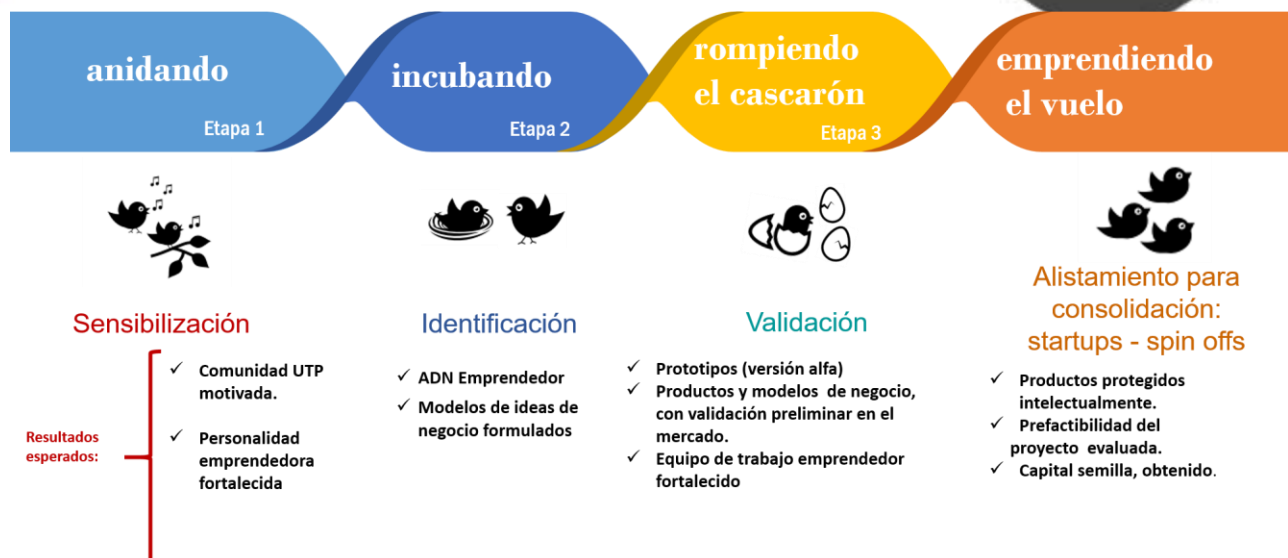 anidando
Etapa 1
incubando
Etapa 2
rompiendo
el cascarón
Etapa 3
emprendiendo
el vuelo
Sensibilización
Resultados
esperados:
✓ Comunidad UTP
motivada.
✓ Personalidad
emprendedora
fortalecida
Identificación
✓ ADN Emprendedor
✓ Modelos de ideas de
negocio formulados
Validación
✓ Prototipos (versión alfa)
✓ Productos y modelos de negocio,
con validación preliminar en el
mercado.
✓ Equipo de trabajo emprendedor
fortalecido
Alistamiento para
consolidación:
startups - spin offs
✓ Productos protegidos
intelectualmente.
✓ Prefactibilidad del
proyecto evaluada.
✓ Capital semilla, obtenido.